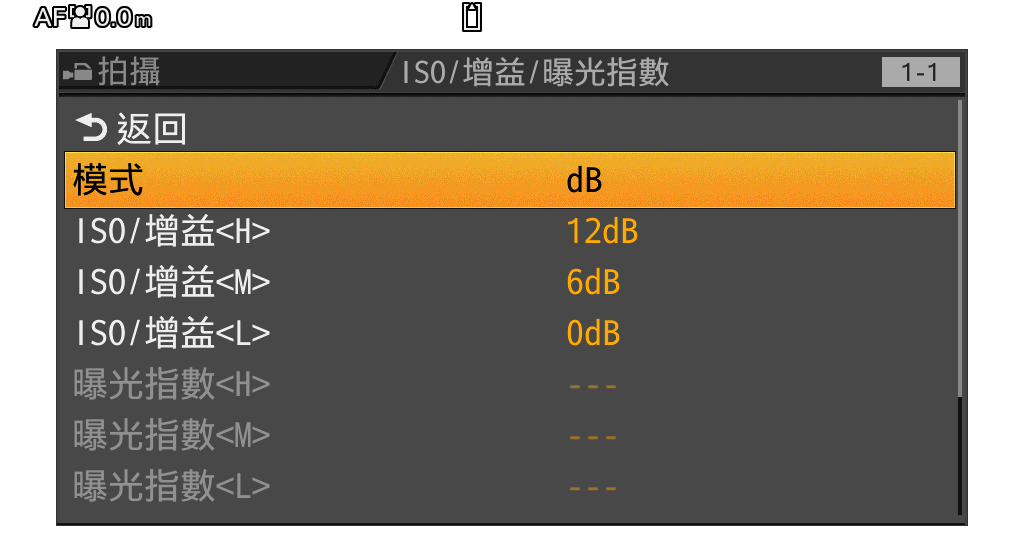 AF 0.0m
拍攝 ISO/增益/曝光指數 1-1
返回
模式 dB
ISO/增益<H> 12dB
ISO/增益<M> 6dB
ISO/增益<L> 0dB
曝光指數<H> ---
曝光指數<M> ---
曝光指數<L> ---